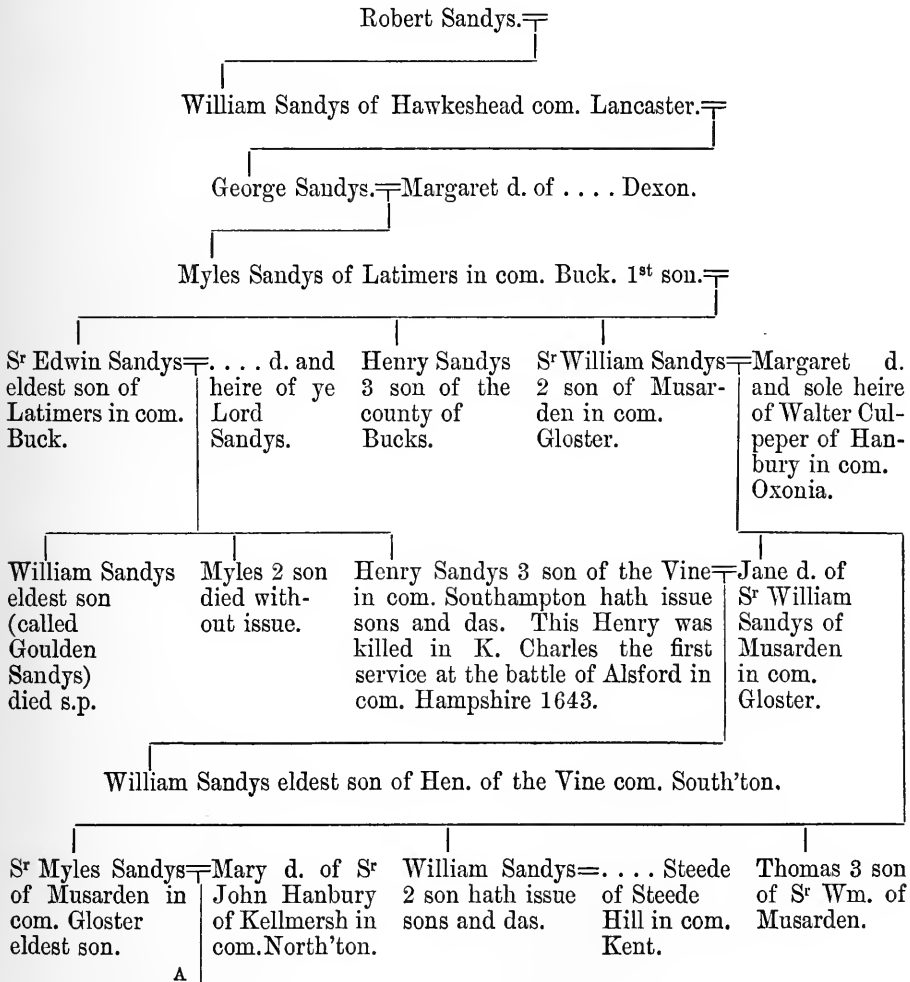 Robert Sandys.
William Sandys of Hawkeshead com. Lancaster.
George Sandys.
Margaret d. of . . . . Dexon.
Myles Sandys of Latimers in com. Buck. 1st son.
Sr Edwin Sandys
eldest son of
Latimers in com.
Buck.
. . . . d. and
heire of ye
Lord
Sandys.
Henry Sandys
3 son of the
county of
Bucks.
Sr William Sandys
2 son of Musar-
den in com.
Gloster.
Margaret d.
and sole heire
of Walter Cul-
peper of Han-
bury in com.
Oxonia.
William Sandys
eldest son
(called
Goulden
Sandys)
died s.p.
Myles 2 son
died with-
out issue.
Henry Sandys 3 son of the Vine
in com. Southampton hath issue
sons and das. This Henry was
killed in K. Charles the first
service at the battle of Alsford in
com. Hampshire 1643.
Jane d. of
Sr William
Sandys of
Musarden
in com.
Gloster.
William Sandys eldest son of Hen. of the Vine com. South'ton.
Sr Myles Sandys
of Musarden in
com. Gloster
eldest son.
Mary d. of Sr
John Hanbury
of Kellmersh in
com.North'ton.
William Sandys
2 son hath issue
sons and das.
. . . . Steede
of Steede
Hill in com.
Kent.
Thomas 3 son
of Sr Wm. of
Musarden.
A